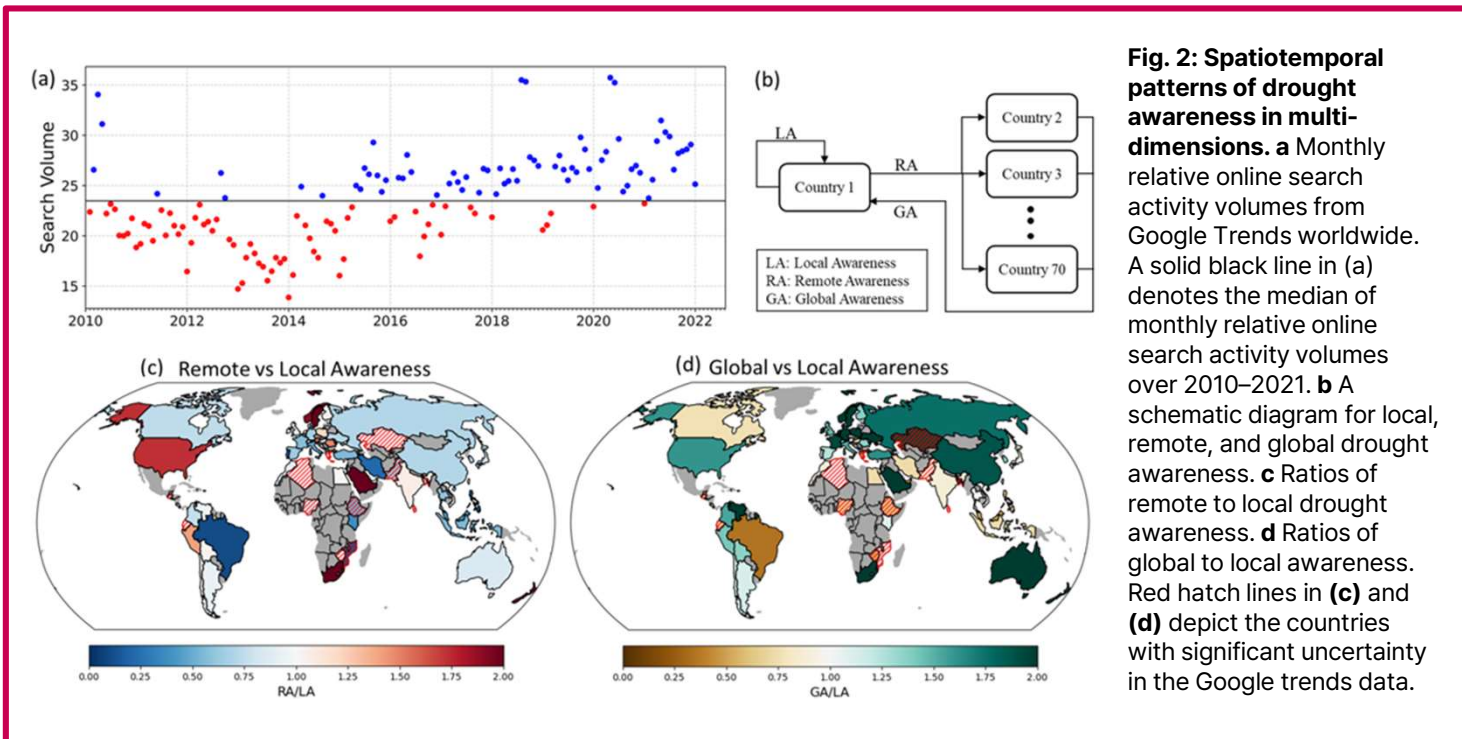 (a)
Search Volume
35
30
25
20
15
2010
2012
2014
2016
2018
2020
2022
(b)
LA
Country 1
RA
GA
Country 2
Country 3
Country 70
LA: Local Awareness
RA: Remote Awareness
GA: Global Awareness
(c) Remote vs Local Awareness
0.00 0.25 0.50 0.75 1.00 1.25 1.50 1.75 2.00
RA/LA
(d) Global vs Local Awareness
0.00 0.25 0.50 0.75 1.00 1.25 1.50 1.75 2.00
GA/LA
Fig. 2: Spatiotemporal
patterns of drought
awareness in multi-
dimensions. a Monthly
relative online search
activity volumes from
Google Trends worldwide.
A solid black line in (a)
denotes the median of
monthly relative online
search activity volumes
over 2010–2021. b A
schematic diagram for local,
remote, and global drought
awareness. c Ratios of
remote to local drought
awareness. d Ratios of
global to local awareness.
Red hatch lines in (c) and
(d) depict the countries
with significant uncertainty
in the Google trends data.